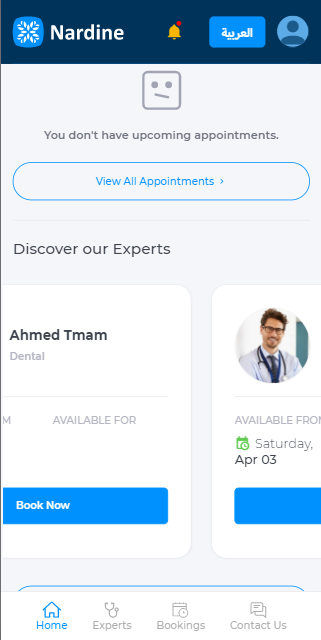 Nardine
العربية
You don't have upcoming appointments.
View All Appointments
Discover our Experts
Ahmed Tmam
Dental
M
AVAILABLE FOR
AVAILABLE FROM
Saturday,
Apr 03
Book Now
Home
Experts
Bookings
Contact Us